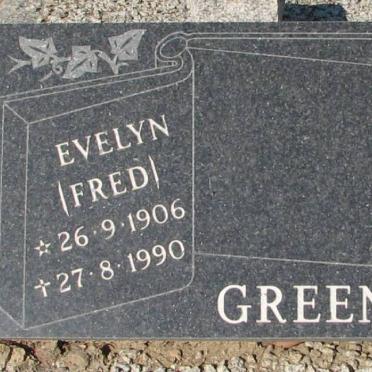 EVELYN
(FRED)
☆ 26·9·1906
✝ 27·8·1990
GREEN